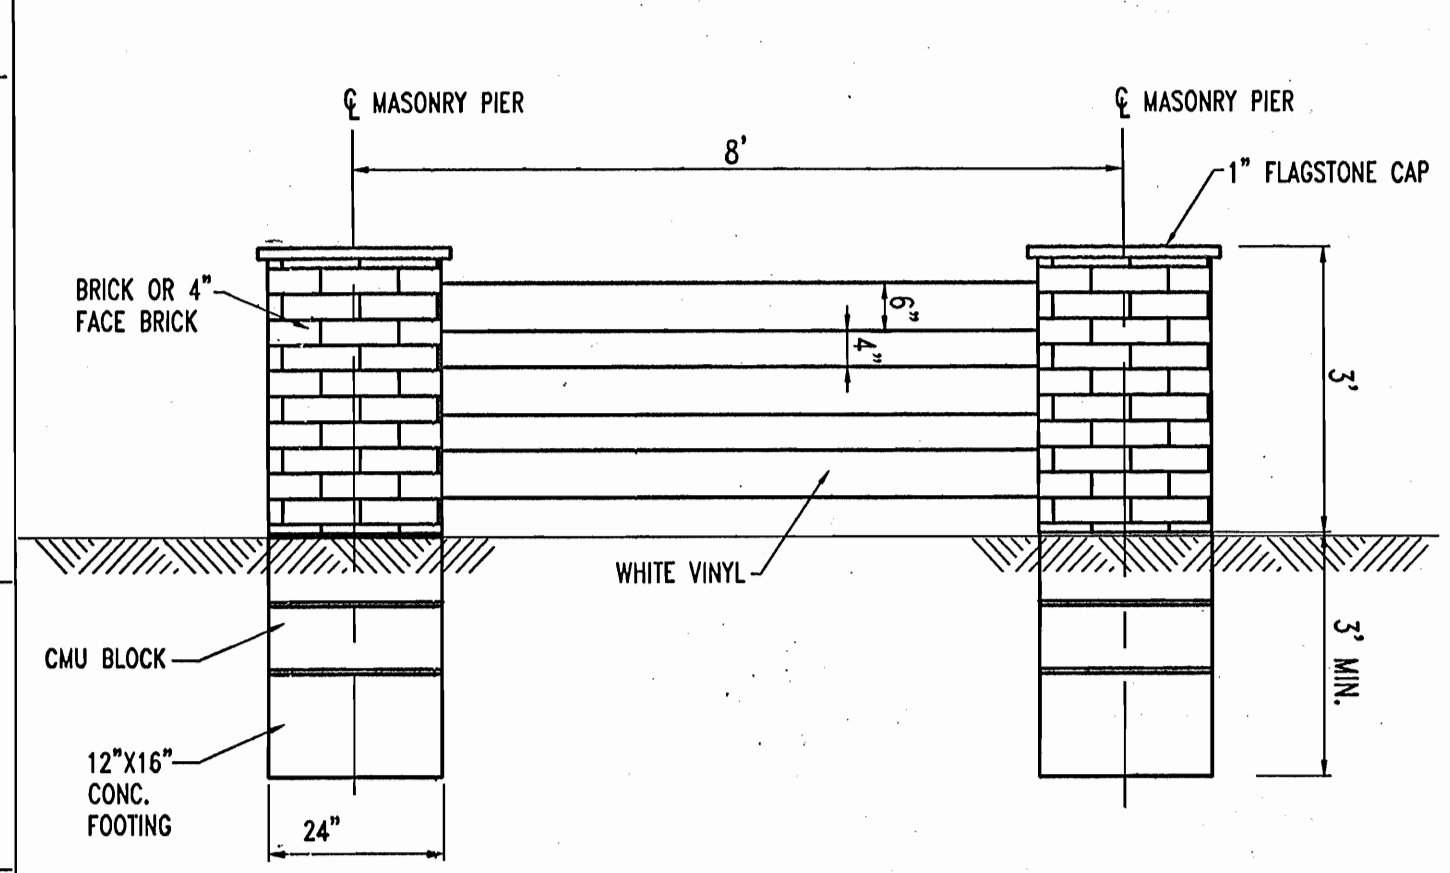 ℄ MASONRY PIER
℄ MASONRY PIER
8'
1" FLAGSTONE CAP
BRICK OR 4"
FACE BRICK
6"
4"
3'
WHITE VINYL
CMU BLOCK
3' MIN.
12"X16"
CONC.
FOOTING
24"